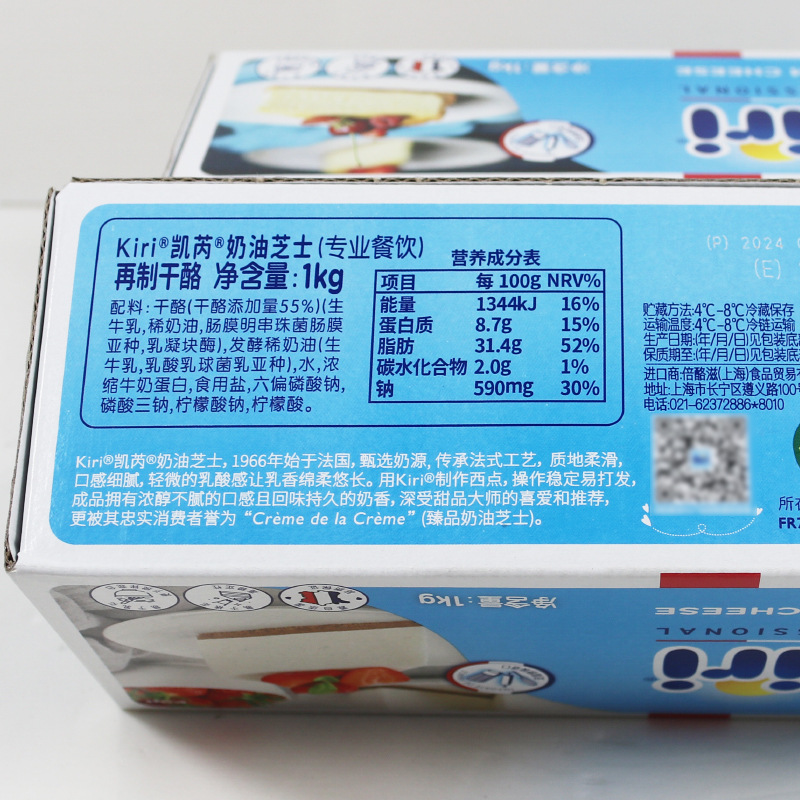 净含量:1kg
CHEESE
SSIONAL
iri
Kiri®凯芮®奶油芝士(专业餐饮)
再制干酪 净含量:1kg
配料:干酪(干酪添加量55%)(生
牛乳,稀奶油,肠膜明串珠菌肠膜
亚种,乳凝块酶),发酵稀奶油(生
牛乳,乳酸乳球菌乳亚种),水,浓
缩牛奶蛋白,食用盐,六偏磷酸钠,
磷酸三钠,柠檬酸钠,柠檬酸。
营养成分表
项目 每 100g NRV%
能量 1344kJ 16%
蛋白质 8.7g 15%
脂肪 31.4g 52%
碳水化合物 2.0g 1%
钠 590mg 30%
(P) 2024
(E)
贮藏方法:4℃-8℃冷藏保存
运输温度:4℃-8℃冷链运输
生产日期:(年/月/日)见包装底
保质期至:(年/月/日)见包装底
进口商:倍酪滋(上海)食品贸易
地址:上海市长宁区遵义路100
电话:021-62372886*8010
Kiri®凯芮®奶油芝士,1966年始于法国,甄选奶源,传承法式工艺,质地柔滑,
口感细腻,轻微的乳酸感让乳香绵柔悠长。用Kiri®制作西点,操作稳定易打发,
成品拥有浓醇不腻的口感且回味持久的奶香,深受甜品大师的喜爱和推荐,
更被其忠实消费者誉为“Crème de la Crème”(臻品奶油芝士)。
所
FR7
净含量:1kg
CHEESE
SSIONAL
iri